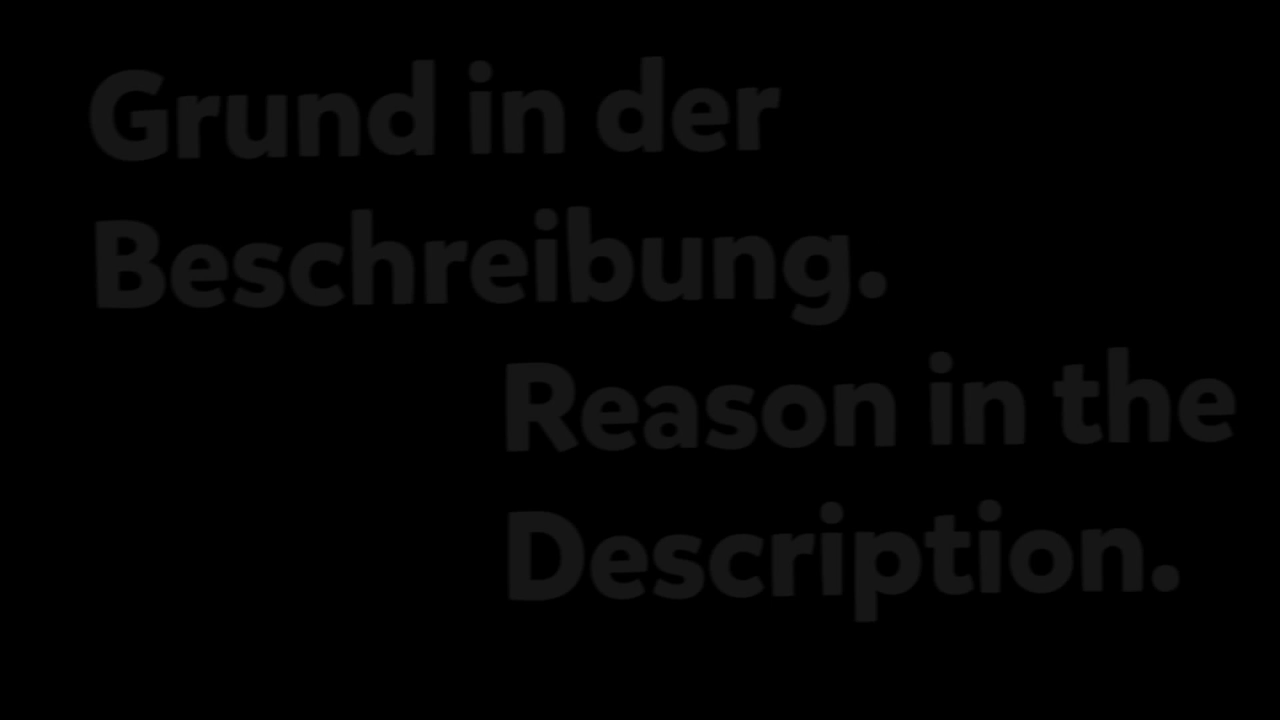 Grund in der
Beschreibung.
Reason in the
Description.